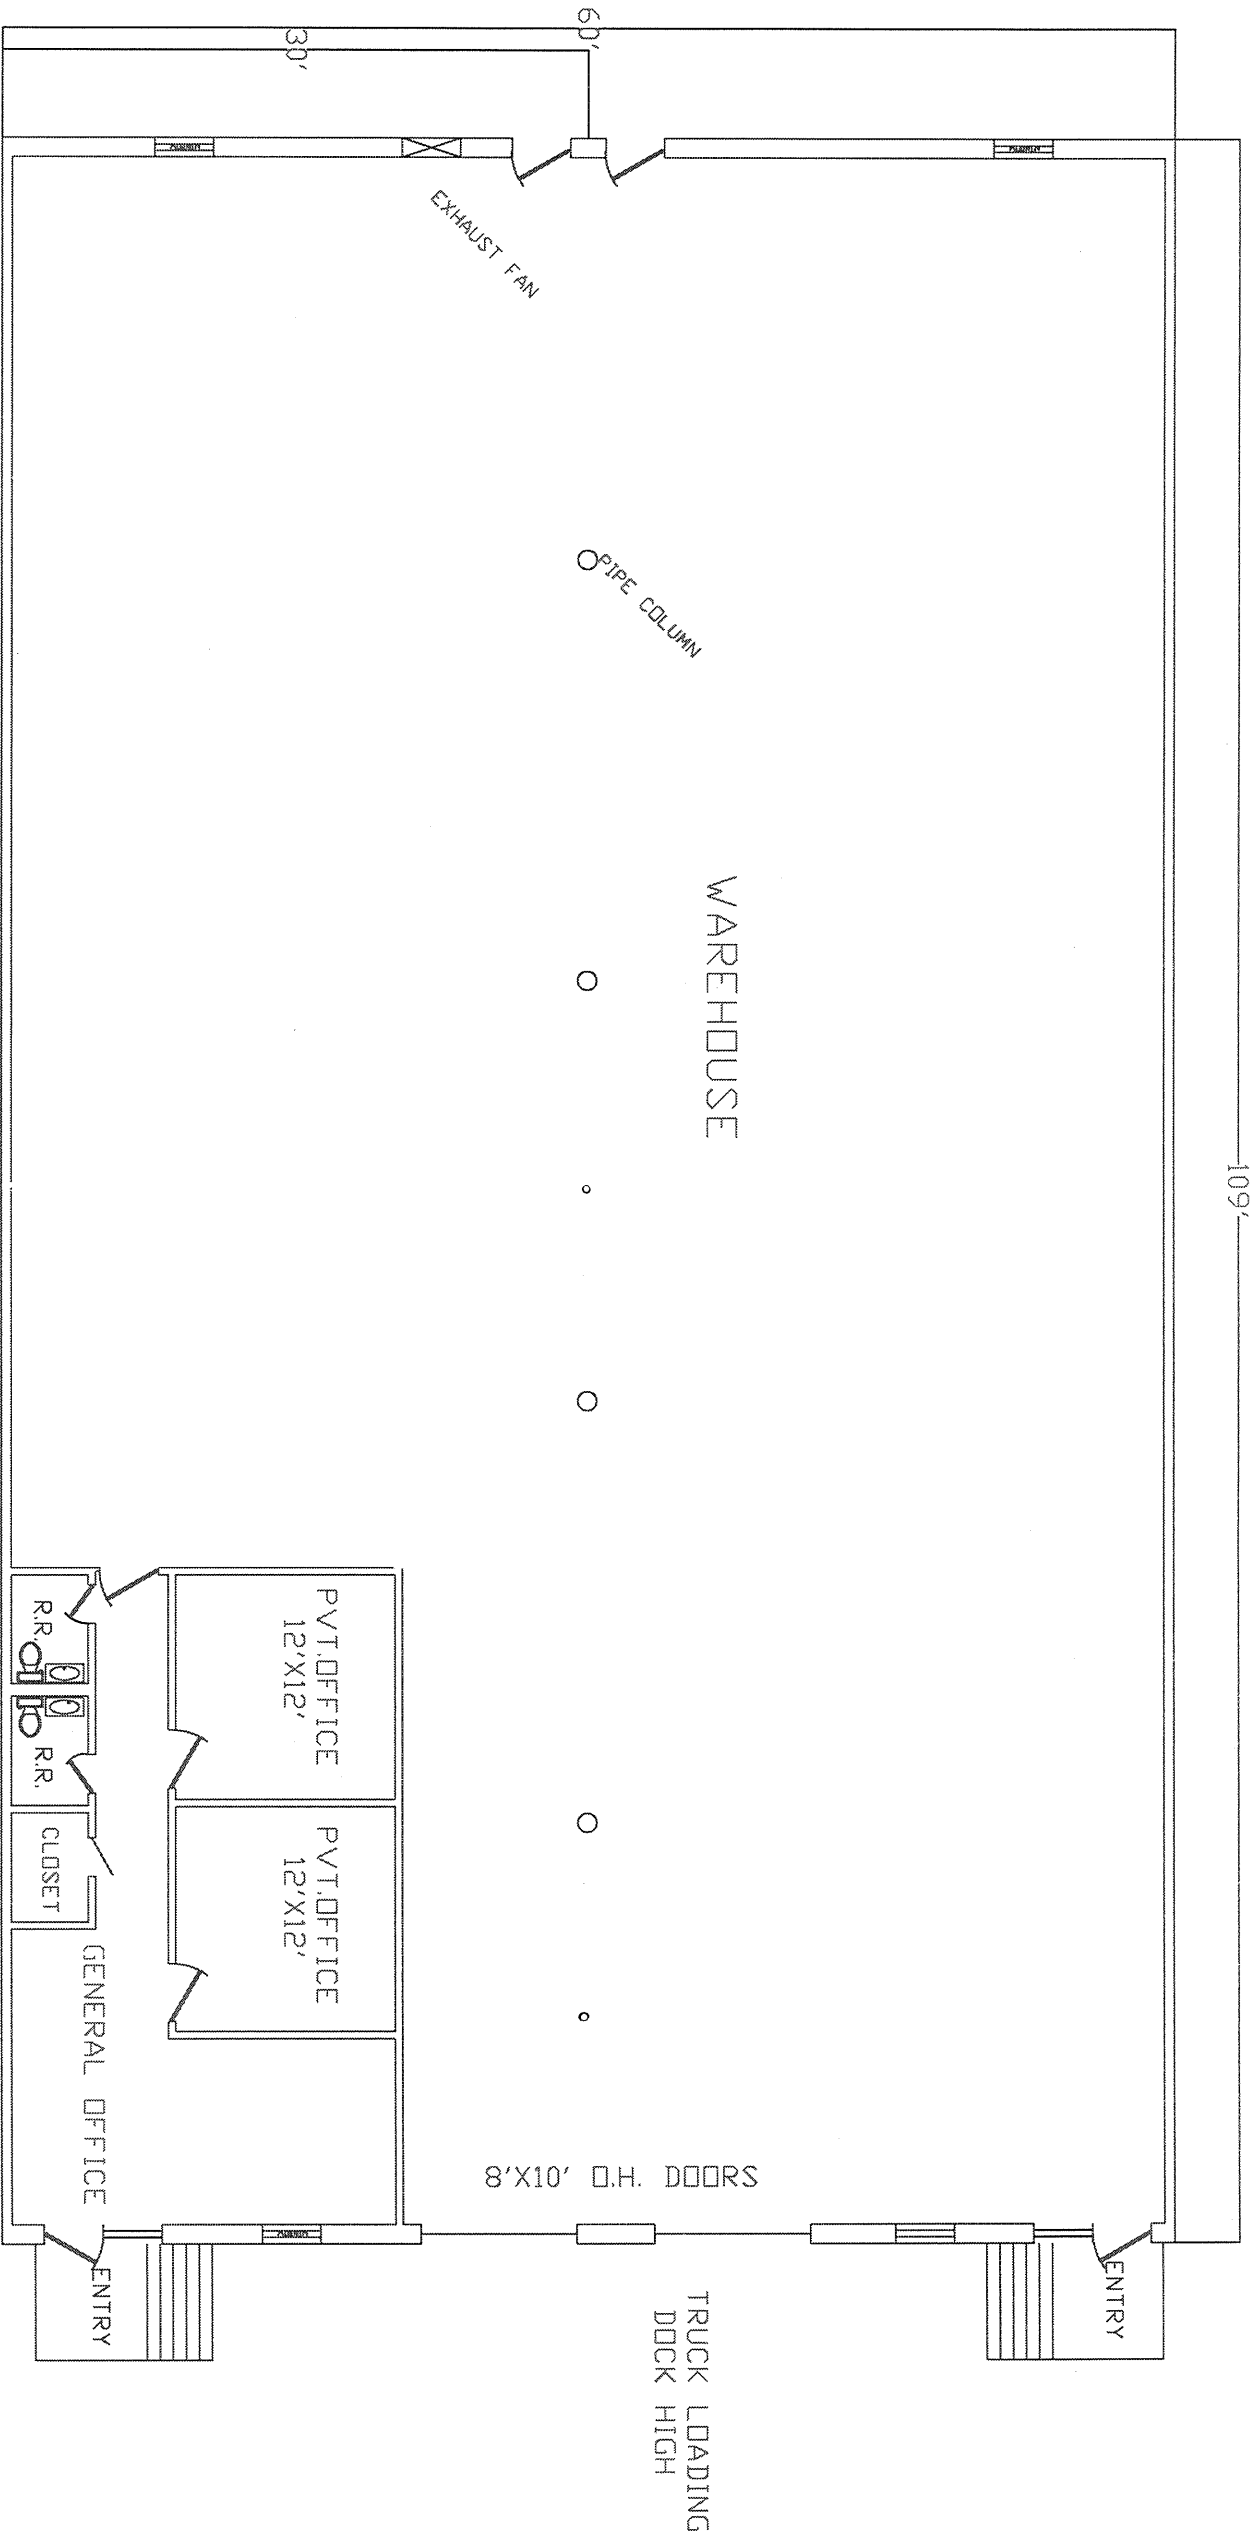 60'
30'
EXHAUST FAN
PIPE COLUMN
WAREHOUSE
109'
PVT.OFFICE
12'X12'
R.R.
R.R.
PVT.OFFICE
12'X12'
CLOSET
GENERAL OFFICE
8'X10' O.H. DOORS
ENTRY
ENTRY
TRUCK LOADING
DOCK HIGH